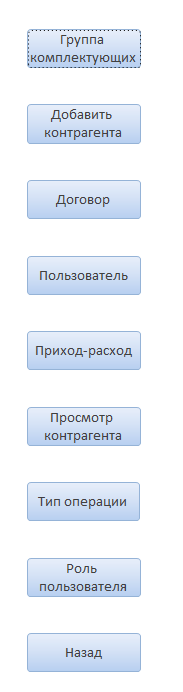 Группа
комплектующих
Добавить
контрагента
Договор
Пользователь
Приход-расход
Просмотр
контрагента
Тип операции
Роль
пользователя
Назад